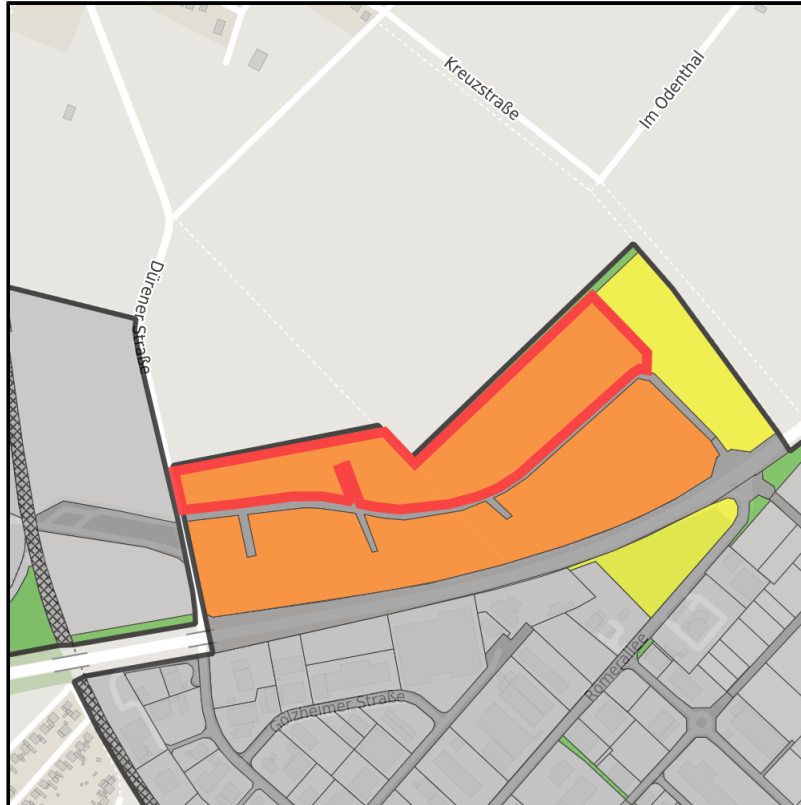 Kreuzstraße
Im Odenthal
Dürener Straße
Römerallee
Golzheimer Straße